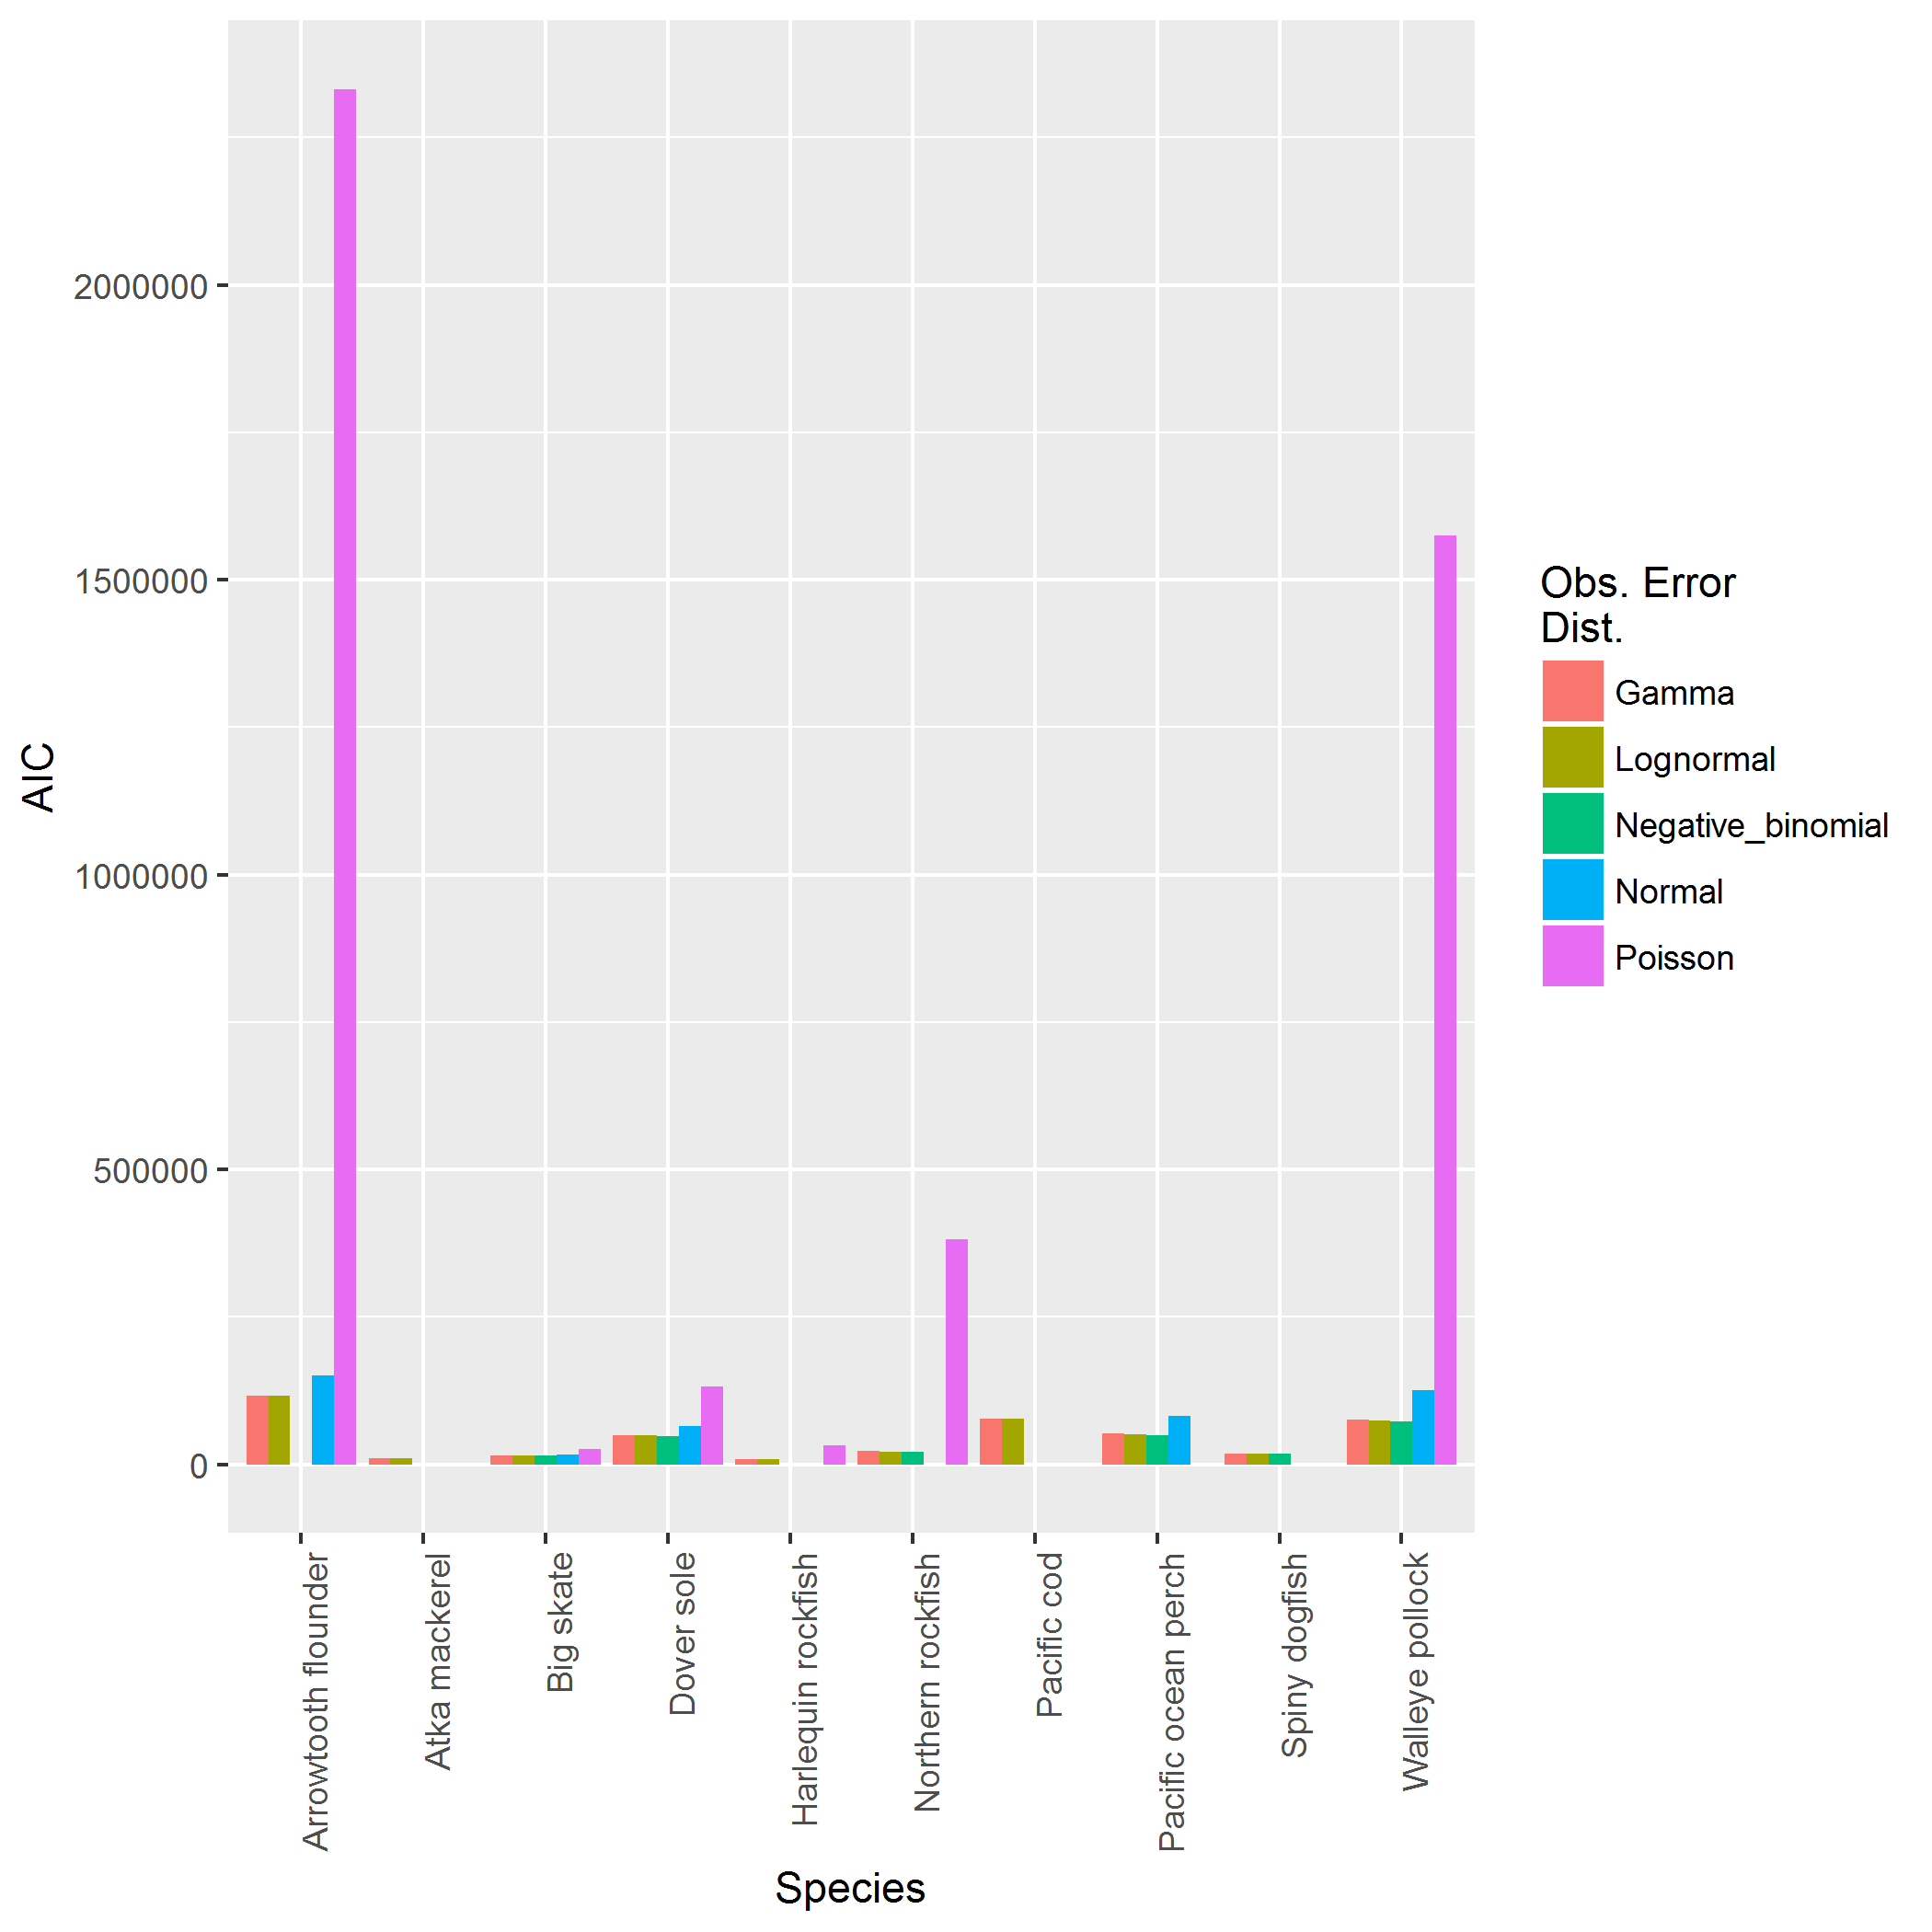 AIC
2000000
1500000
1000000
500000
0
Arrowtooth flounder
Atka mackerel
Big skate
Dover sole
Harlequin rockfish
Northern rockfish
Pacific cod
Pacific ocean perch
Spiny dogfish
Walleye pollock
Species
Obs. Error
Dist.
Gamma
Lognormal
Negative_binomial
Normal
Poisson